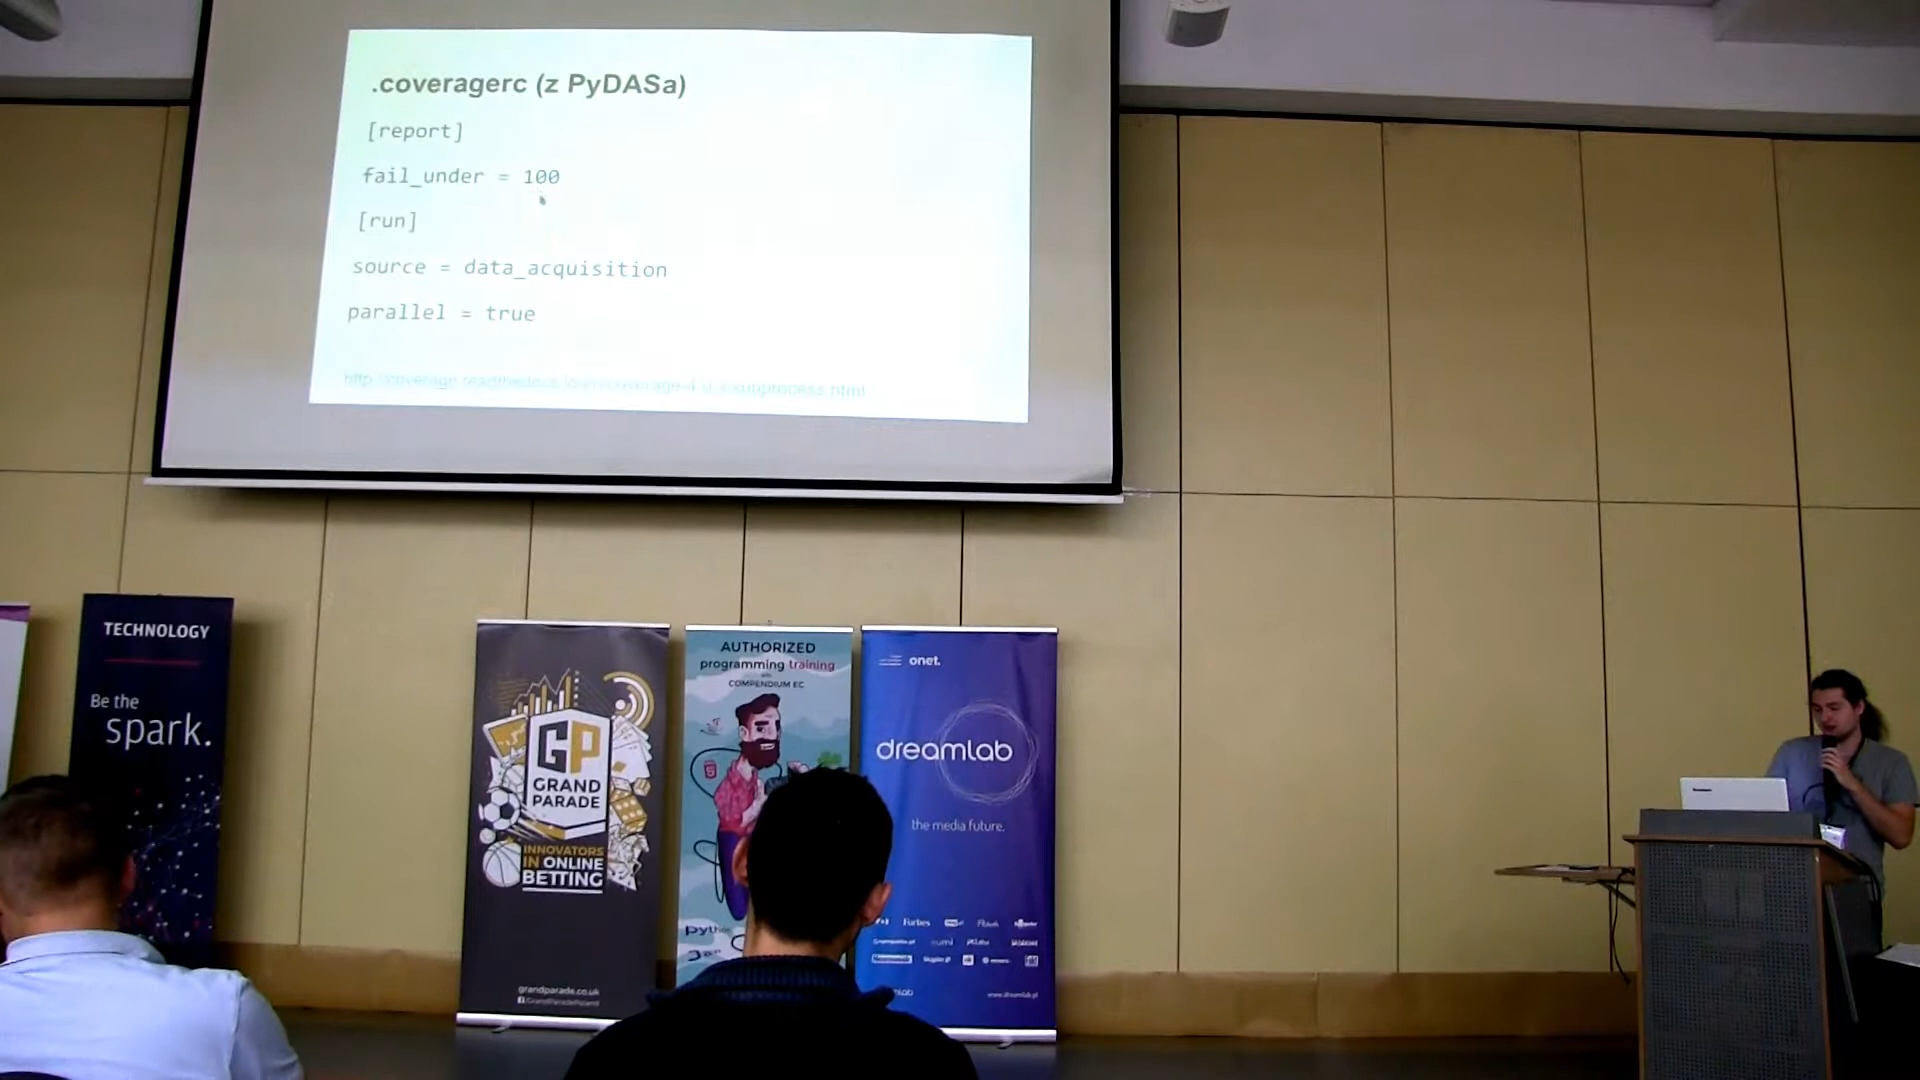 .coveragerc (z PyDASa)
[report]
fail_under = 100
[run]
source = data_acquisition
parallel = true
TECHNOLOGY
Be the
spark.
GP
GRAND
PARADE
INNOVATORS
IN ONLINE
BETTING
grandparade.co.uk
AUTHORIZED
programming training
with
COMPENDIUM EC
onet.
dreamlab
the media future.
Forbes
www.dreamlab.pl